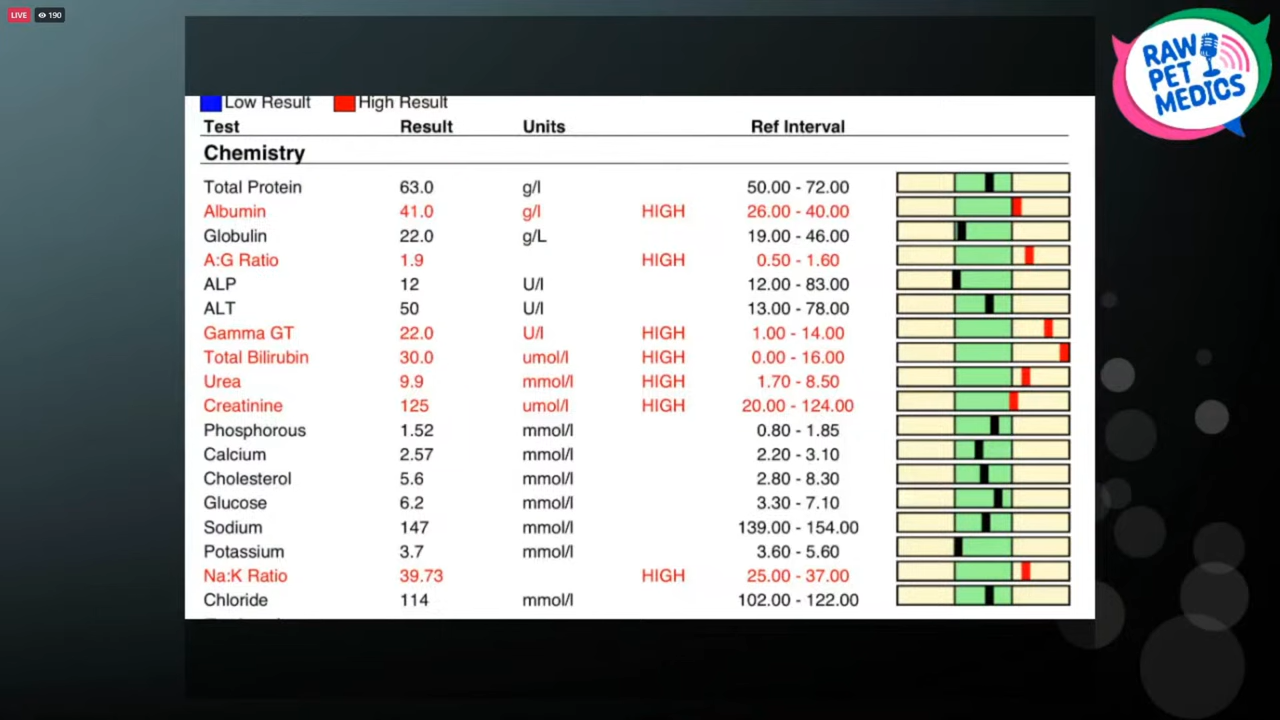 LIVE 190
RAW
PET
MEDICS
Low Result High Result
Test Result Units Ref Interval
Chemistry
Total Protein 63.0 g/l 50.00 - 72.00
Albumin 41.0 g/l HIGH 26.00 - 40.00
Globulin 22.0 g/L 19.00 - 46.00
A:G Ratio 1.9 HIGH 0.50 - 1.60
ALP 12 U/l 12.00 - 83.00
ALT 50 U/l 13.00 - 78.00
Gamma GT 22.0 U/l HIGH 1.00 - 14.00
Total Bilirubin 30.0 umol/l HIGH 0.00 - 16.00
Urea 9.9 mmol/l HIGH 1.70 - 8.50
Creatinine 125 umol/l HIGH 20.00 - 124.00
Phosphorous 1.52 mmol/l 0.80 - 1.85
Calcium 2.57 mmol/l 2.20 - 3.10
Cholesterol 5.6 mmol/l 2.80 - 8.30
Glucose 6.2 mmol/l 3.30 - 7.10
Sodium 147 mmol/l 139.00 - 154.00
Potassium 3.7 mmol/l 3.60 - 5.60
Na:K Ratio 39.73 HIGH 25.00 - 37.00
Chloride 114 mmol/l 102.00 - 122.00